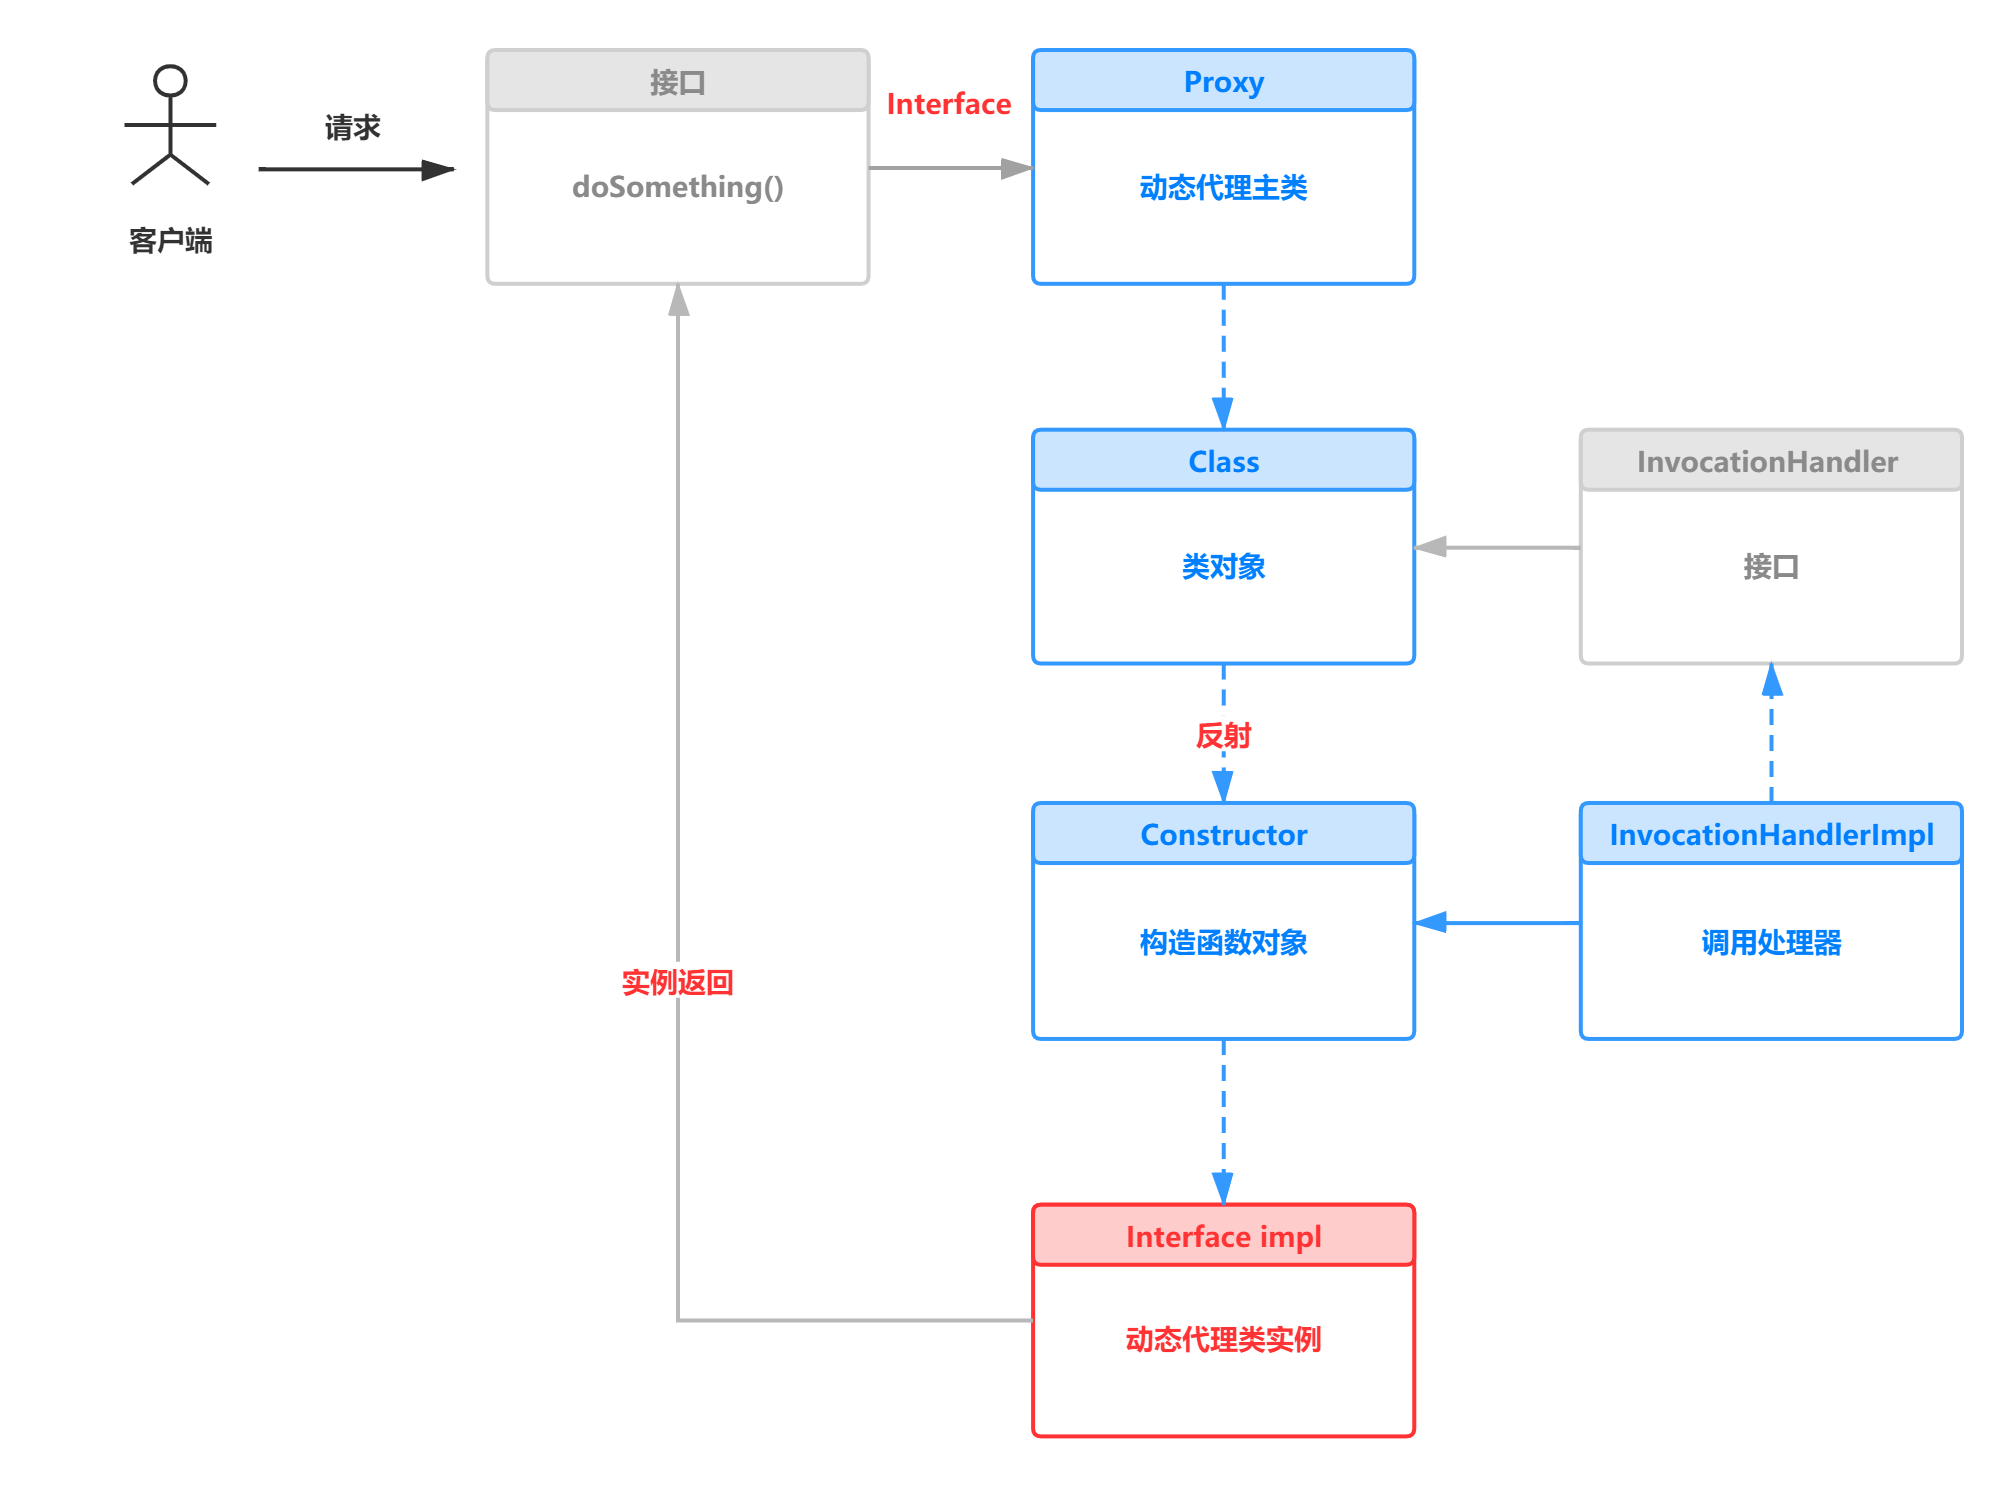 接口
Proxy
Interface
请求
doSomething()
动态代理主类
客户端
Class
InvocationHandler
类对象
接口
反射
Constructor
InvocationHandlerImpl
构造函数对象
调用处理器
实例返回
Interface impl
动态代理类实例